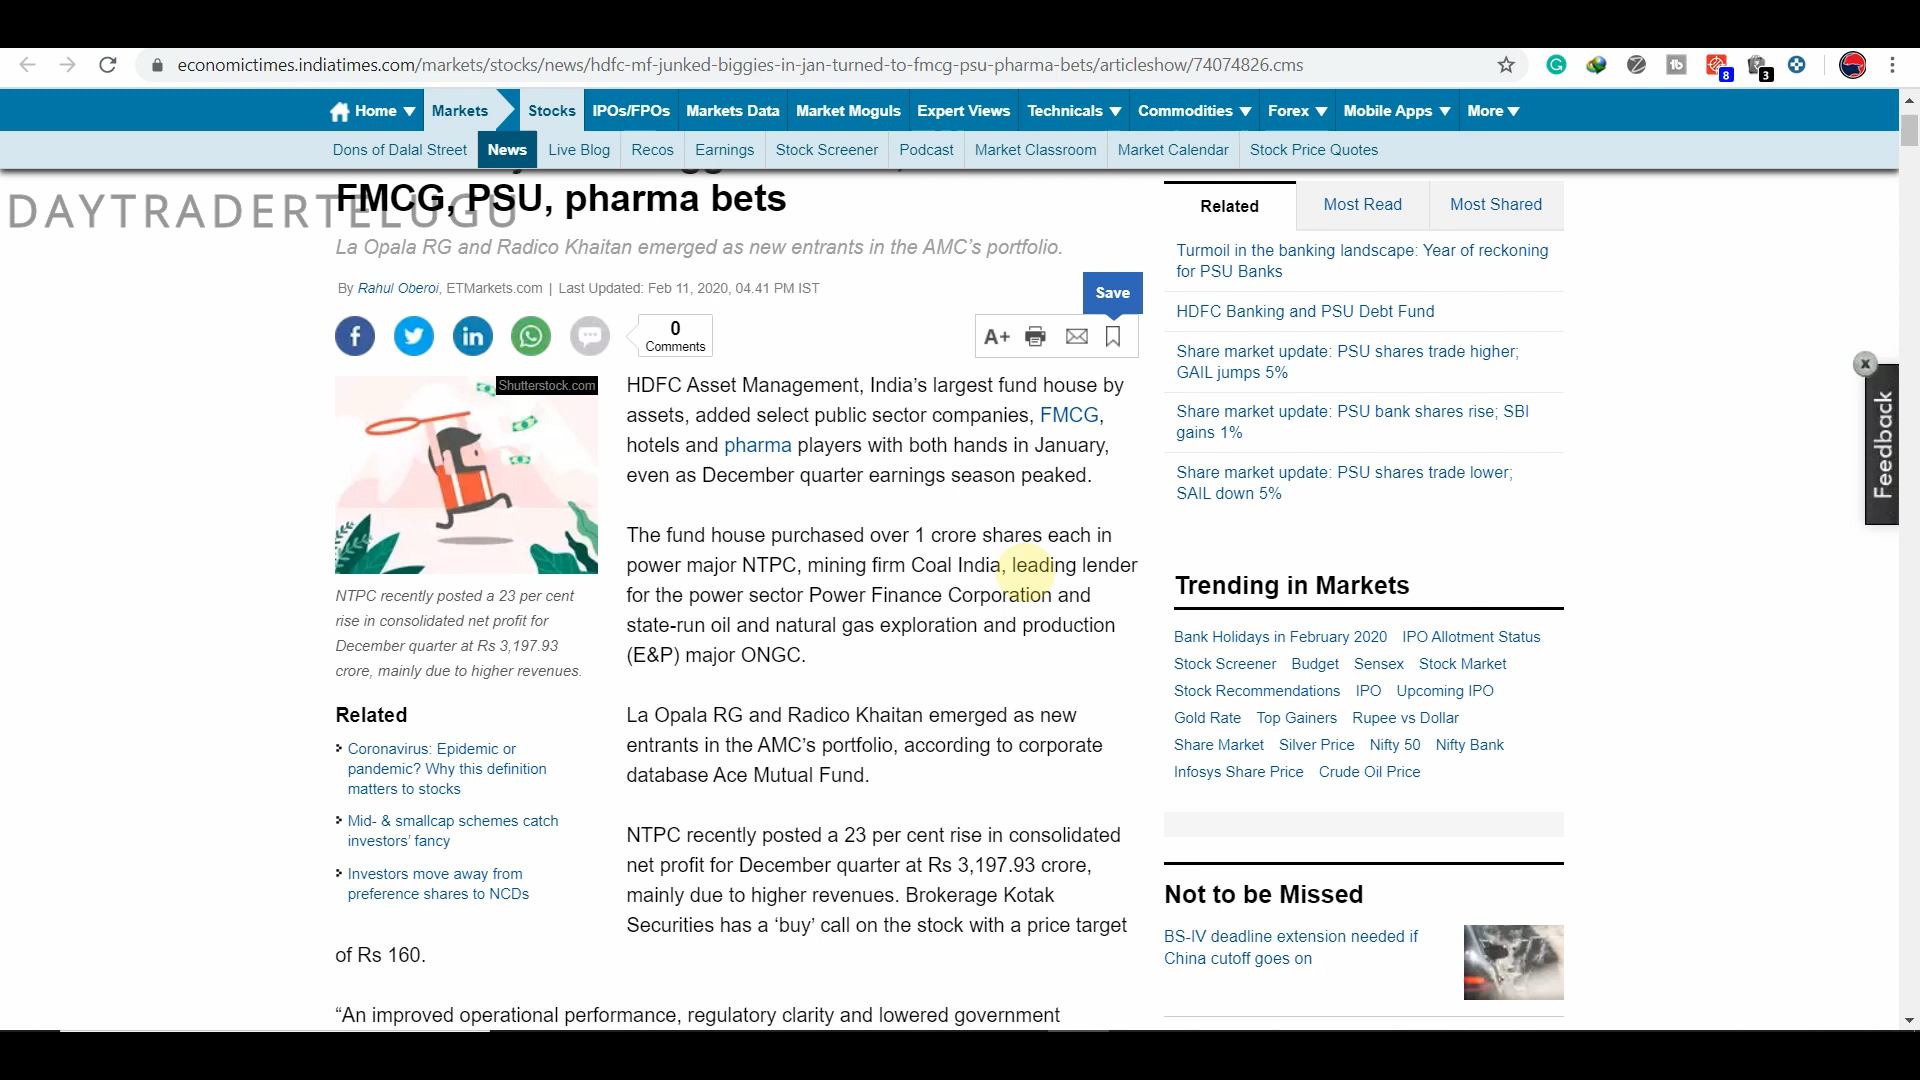 economictimes.indiatimes.com/markets/stocks/news/hdfc-mf-junked-biggies-in-jan-turned-to-fmcg-psu-pharma-bets/articleshow/74074826.cms
8
3
Home Markets Stocks IPOs/FPOs Markets Data Market Moguls Expert Views Technicals Commodities Forex Mobile Apps More
Dons of Dalal Street News Live Blog Recos Earnings Stock Screener Podcast Market Classroom Market Calendar Stock Price Quotes
DAYTRADERTELUGU
FMCG, PSU, pharma bets
La Opala RG and Radico Khaitan emerged as new entrants in the AMC's portfolio.
By Rahul Oberoi, ETMarkets.com | Last Updated: Feb 11, 2020, 04.41 PM IST
Save
0
Comments
A+
Shutterstock.com
NTPC recently posted a 23 per cent
rise in consolidated net profit for
December quarter at Rs 3,197.93
crore, mainly due to higher revenues.
Related
Coronavirus: Epidemic or
pandemic? Why this definition
matters to stocks
Mid- & smallcap schemes catch
investors' fancy
Investors move away from
preference shares to NCDs
HDFC Asset Management, India's largest fund house by
assets, added select public sector companies, FMCG,
hotels and pharma players with both hands in January,
even as December quarter earnings season peaked.
The fund house purchased over 1 crore shares each in
power major NTPC, mining firm Coal India, leading lender
for the power sector Power Finance Corporation and
state-run oil and natural gas exploration and production
(E&P) major ONGC.
La Opala RG and Radico Khaitan emerged as new
entrants in the AMC's portfolio, according to corporate
database Ace Mutual Fund.
NTPC recently posted a 23 per cent rise in consolidated
net profit for December quarter at Rs 3,197.93 crore,
mainly due to higher revenues. Brokerage Kotak
Securities has a 'buy' call on the stock with a price target
of Rs 160.
“An improved operational performance, regulatory clarity and lowered government
Related Most Read Most Shared
Turmoil in the banking landscape: Year of reckoning
for PSU Banks
HDFC Banking and PSU Debt Fund
Share market update: PSU shares trade higher;
GAIL jumps 5%
Share market update: PSU bank shares rise; SBI
gains 1%
Share market update: PSU shares trade lower;
SAIL down 5%
Trending in Markets
Bank Holidays in February 2020 IPO Allotment Status
Stock Screener Budget Sensex Stock Market
Stock Recommendations IPO Upcoming IPO
Gold Rate Top Gainers Rupee vs Dollar
Share Market Silver Price Nifty 50 Nifty Bank
Infosys Share Price Crude Oil Price
Not to be Missed
BS-IV deadline extension needed if
China cutoff goes on
x
Feedback